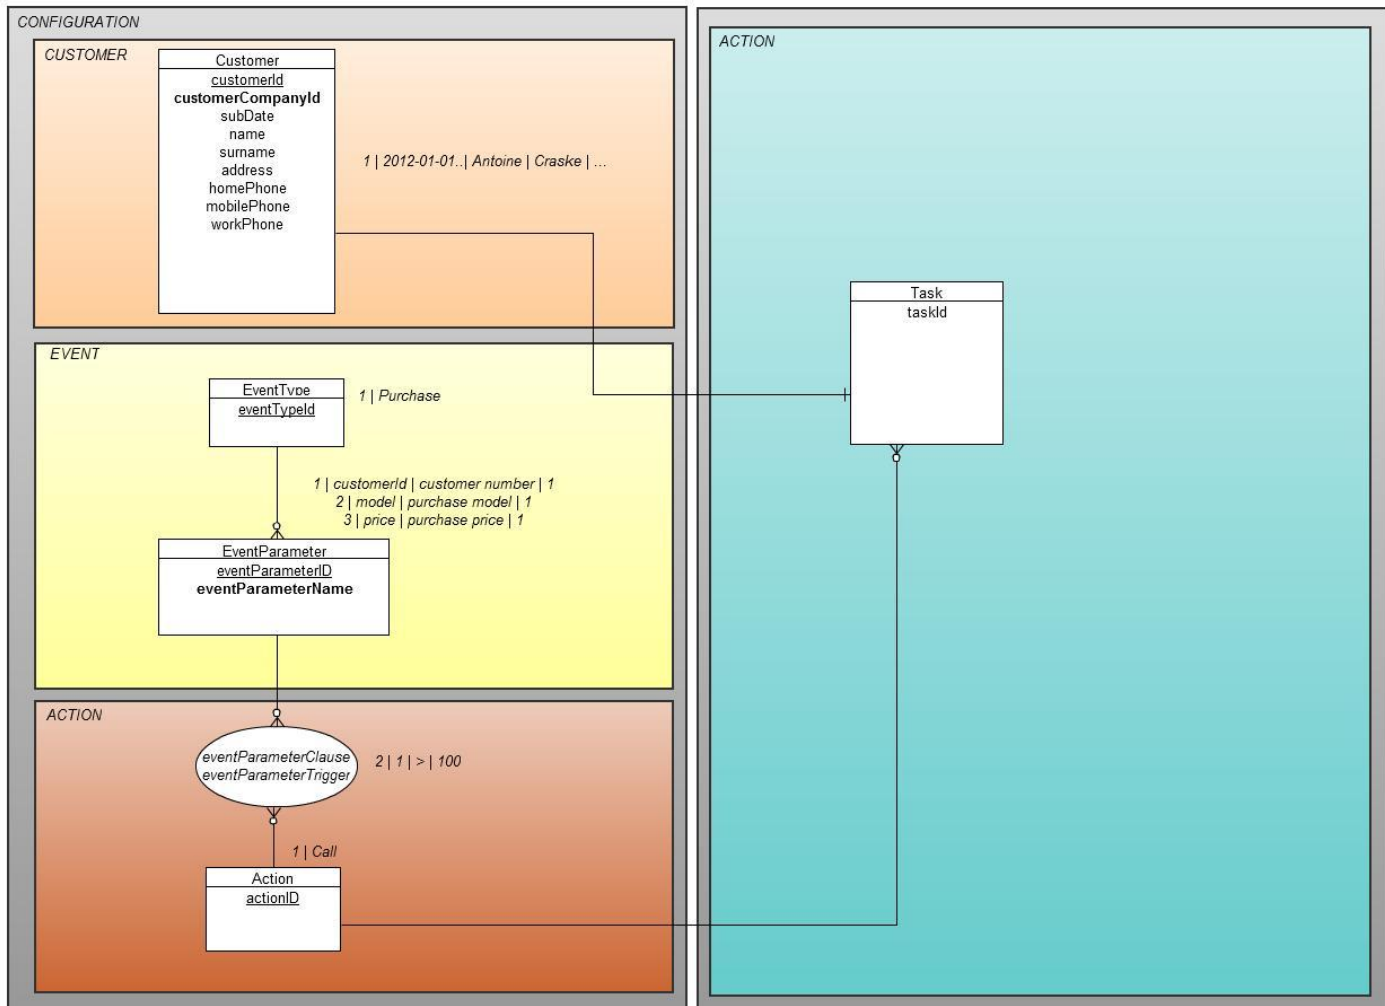 CONFIGURATION
CUSTOMER
Customer
customerId
customerCompanyId
subDate
name
surname
address
homePhone
mobilePhone
workPhone
1 | 2012-01-01..| Antoine | Craske | ...
EVENT
EventType
eventTypeId
1 | Purchase
1 | customerId | customer number | 1
2 | model | purchase model | 1
3 | price | purchase price | 1
EventParameter
eventParameterID
eventParameterName
ACTION
eventParameterClause
eventParameterTrigger
2 | 1 | > | 100
1 | Call
Action
actionID
ACTION
Task
taskId